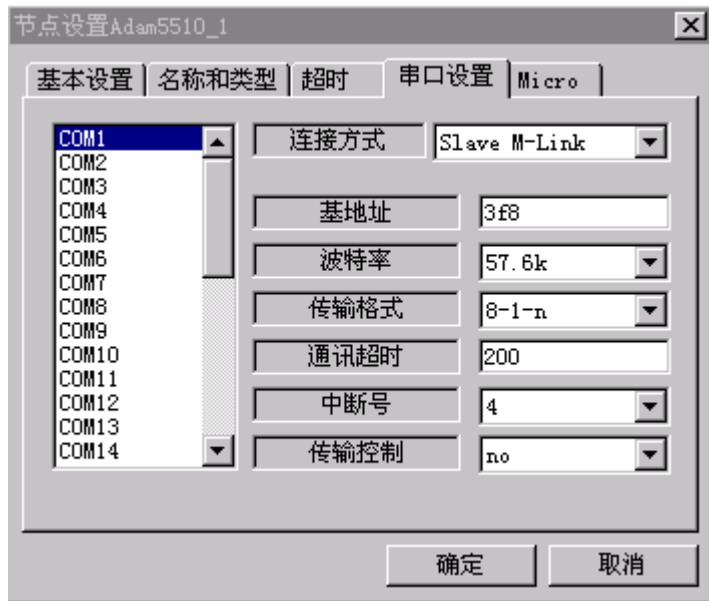 节点设置Adam5510_1
基本设置 名称和类型 超时 串口设置 Micro
COM1
COM2
COM3
COM4
COM5
COM6
COM7
COM8
COM9
COM10
COM11
COM12
COM13
COM14
连接方式 Slave M-Link
基地址 3f8
波特率 57.6k
传输格式 8-1-n
通讯超时 200
中断号 4
传输控制 no
确定 取消